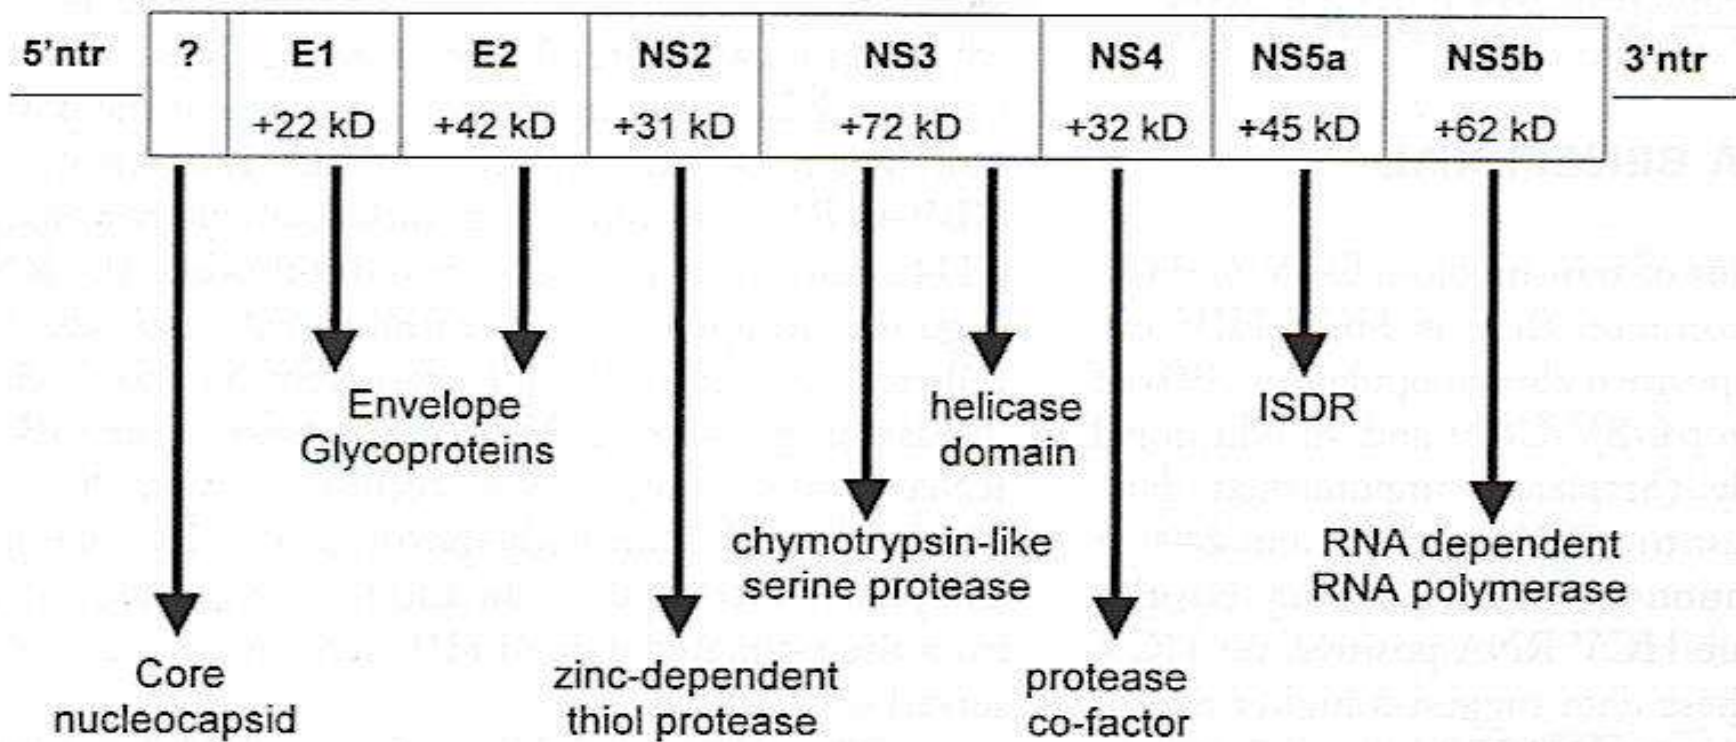 5'ntr ? E1 E2 NS2 NS3 NS4 NS5a NS5b 3'ntr
+22 kD +42 kD +31 kD +72 kD +32 kD +45 kD +62 kD
Envelope
Glycoproteins
helicase
domain
ISDR
chymotrypsin-like
serine protease
RNA dependent
RNA polymerase
Core
nucleocapsid
zinc-dependent
thiol protease
protease
co-factor